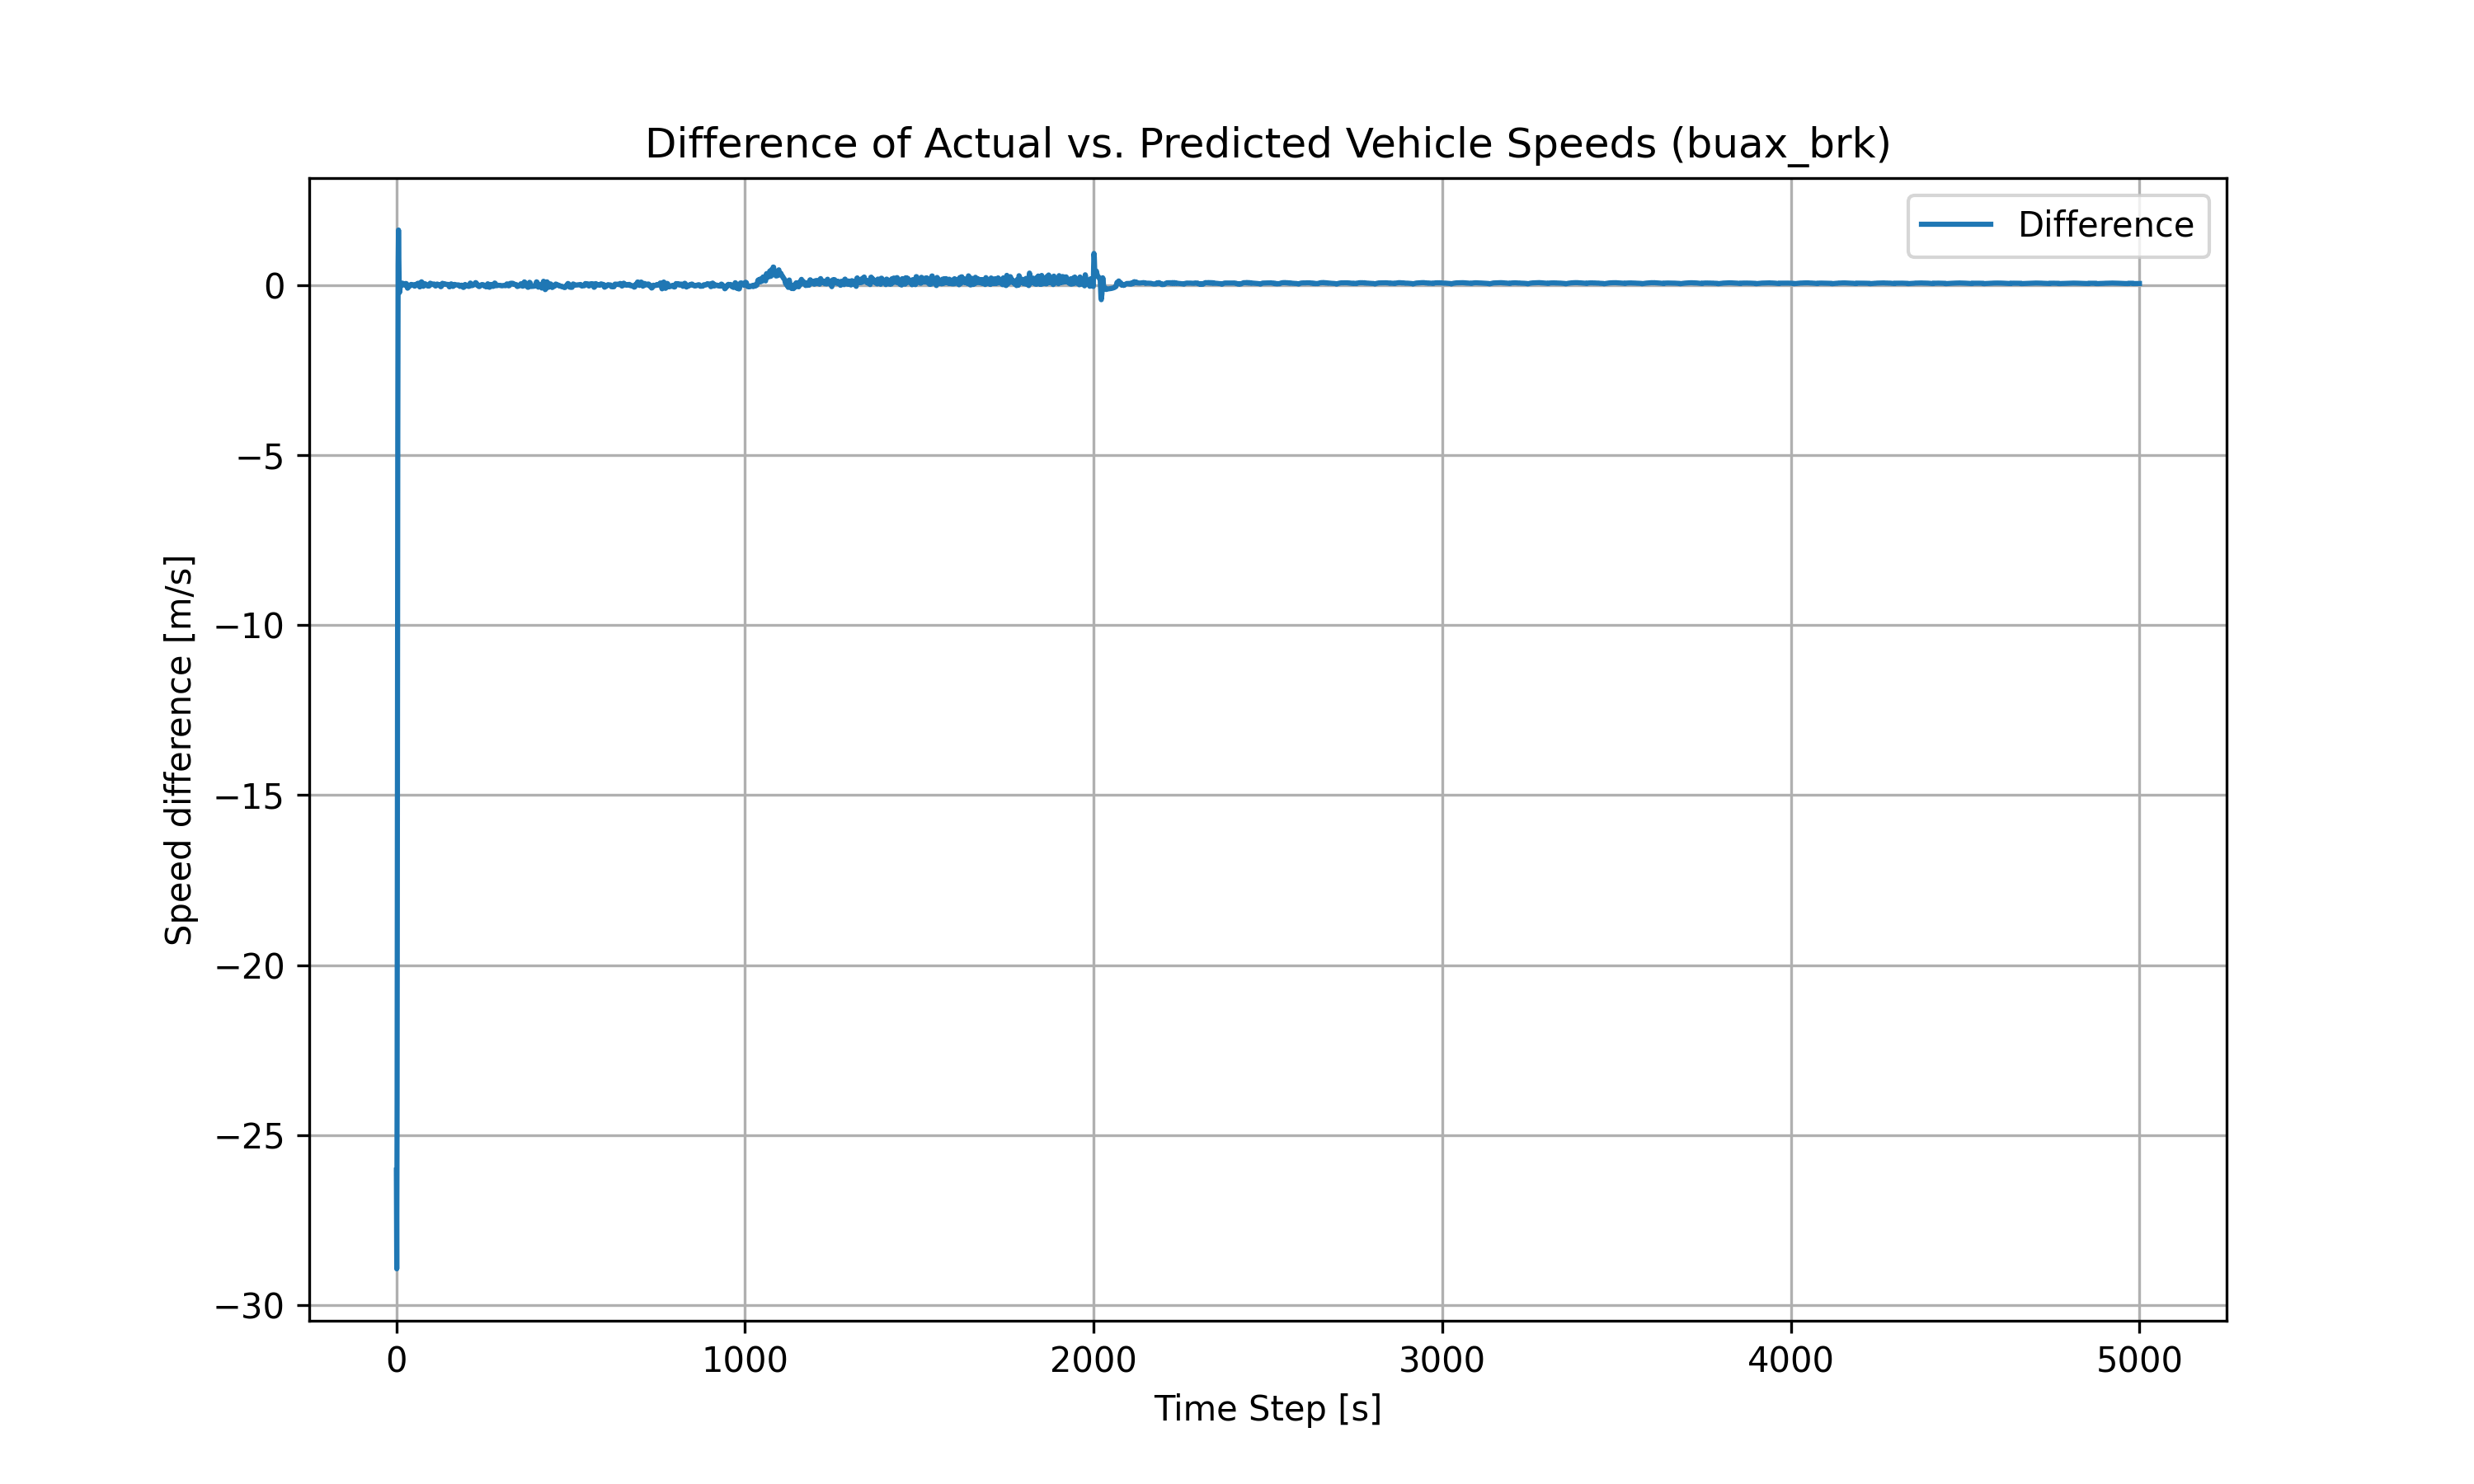 Difference of Actual vs. Predicted Vehicle Speeds (buax_brk)
Difference
0
−5
−10
−15
−20
−25
−30
Speed difference [m/s]
0 1000 2000 3000 4000 5000
Time Step [s]